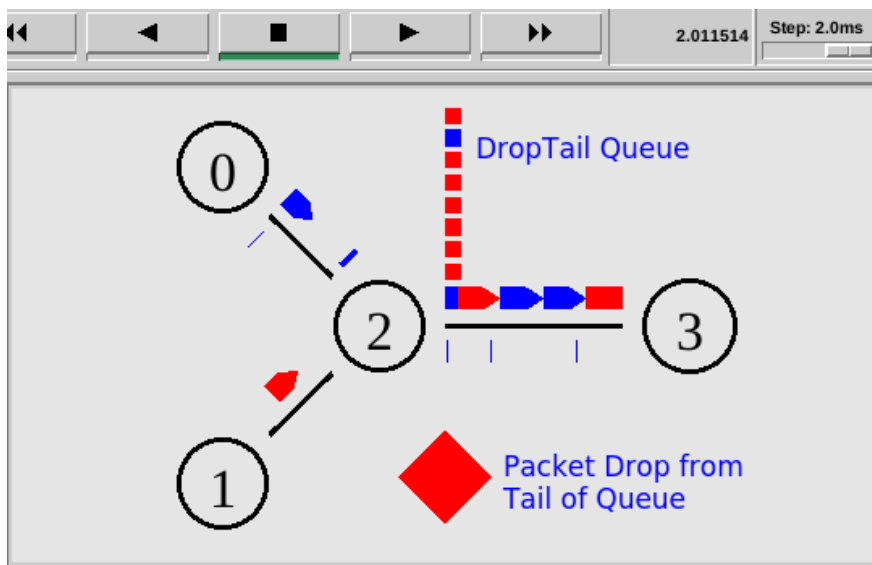 2.011514
Step: 2.0ms
0
DropTail Queue
2
3
1
Packet Drop from
Tail of Queue